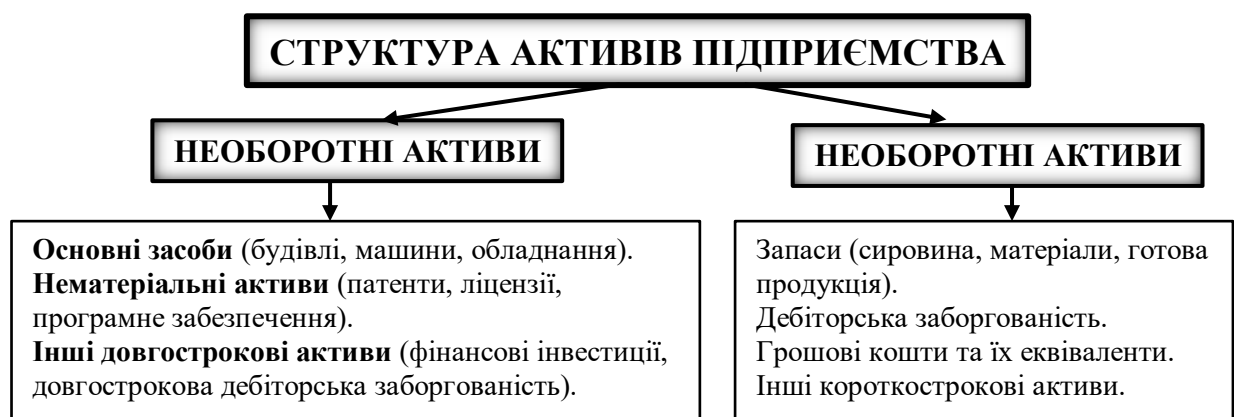 СТРУКТУРА АКТИВІВ ПІДПРИЄМСТВА
НЕОБОРОТНІ АКТИВИ
НЕОБОРОТНІ АКТИВИ
Основні засоби (будівлі, машини, обладнання).
Нематеріальні активи (патенти, ліцензії,
програмне забезпечення).
Інші довгострокові активи (фінансові інвестиції,
довгострокова дебіторська заборгованість).
Запаси (сировина, матеріали, готова
продукція).
Дебіторська заборгованість.
Грошові кошти та їх еквіваленти.
Інші короткострокові активи.